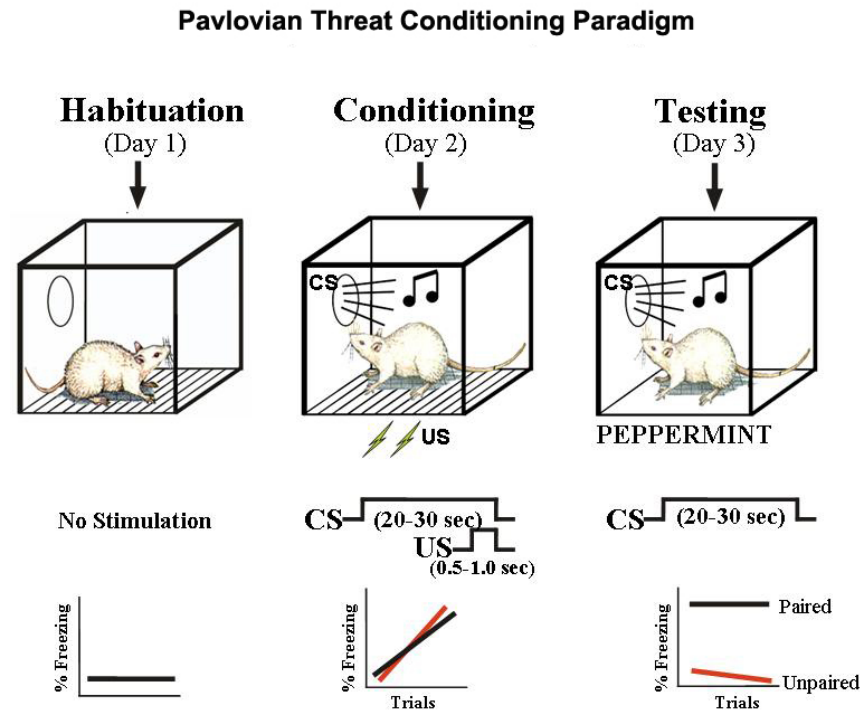 Pavlovian Threat Conditioning Paradigm
Habituation
(Day 1)
Conditioning
(Day 2)
Testing
(Day 3)
CS
CS
US
PEPPERMINT
No Stimulation
CS (20-30 sec)
US
(0.5-1.0 sec)
CS (20-30 sec)
% Freezing
% Freezing
Trials
% Freezing
Paired
Unpaired
Trials